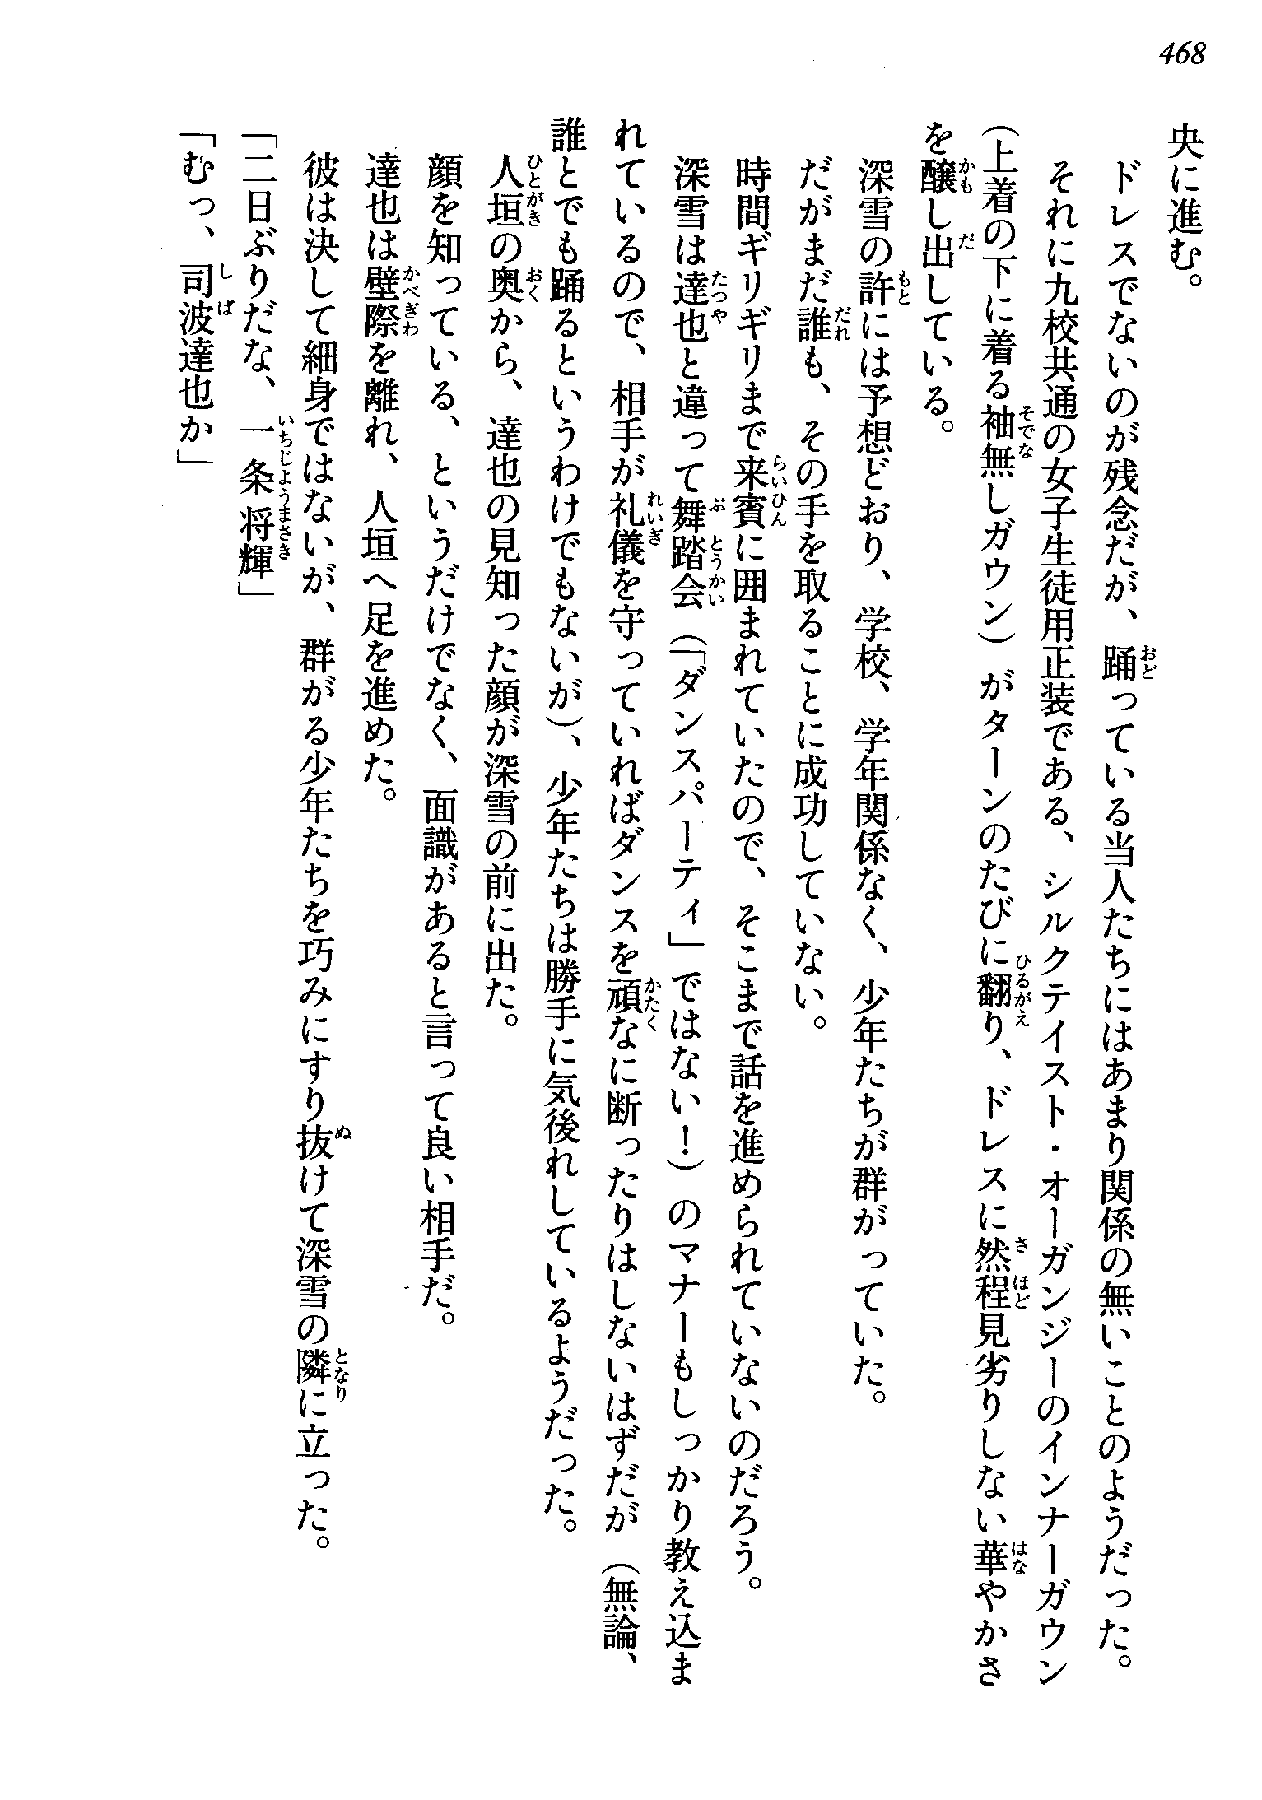 468
央に進む。
ドレスでないのが残念だが、踊っている当人たちにはあまり関係の無いことのようだった。
それに九校共通の女子生徒用正装である、シルクテイスト・オーガンジーのインナーガウン
(上着の下に着る袖無しガウン)がターンのたびに翻り、ドレスに然程見劣りしない華やかさ
を醸し出している。
深雪の許には予想どおり、学校、学年関係なく、少年たちが群がっていた。
だがまだ誰も、その手を取ることに成功していない。
時間ギリギリまで来賓に囲まれていたので、そこまで話を進められていないのだろう。
深雪は達也と違って舞踏会(「ダンスパーティ」ではない!)のマナーもしっかり教え込ま
れているので、相手が礼儀を守っていればダンスを頑なに断ったりはしないはずだが(無論、
誰とでも踊るというわけでもないが)、少年たちは勝手に気後れしているようだった。
人垣の奥から、達也の見知った顔が深雪の前に出た。
顔を知っている、というだけでなく、面識があると言って良い相手だ。
達也は壁際を離れ、人垣へ足を進めた。
彼は決して細身ではないが、群がる少年たちを巧みにすり抜けて深雪の隣に立った。
「二日ぶりだな、一条将輝」
「むっ、司波達也か」